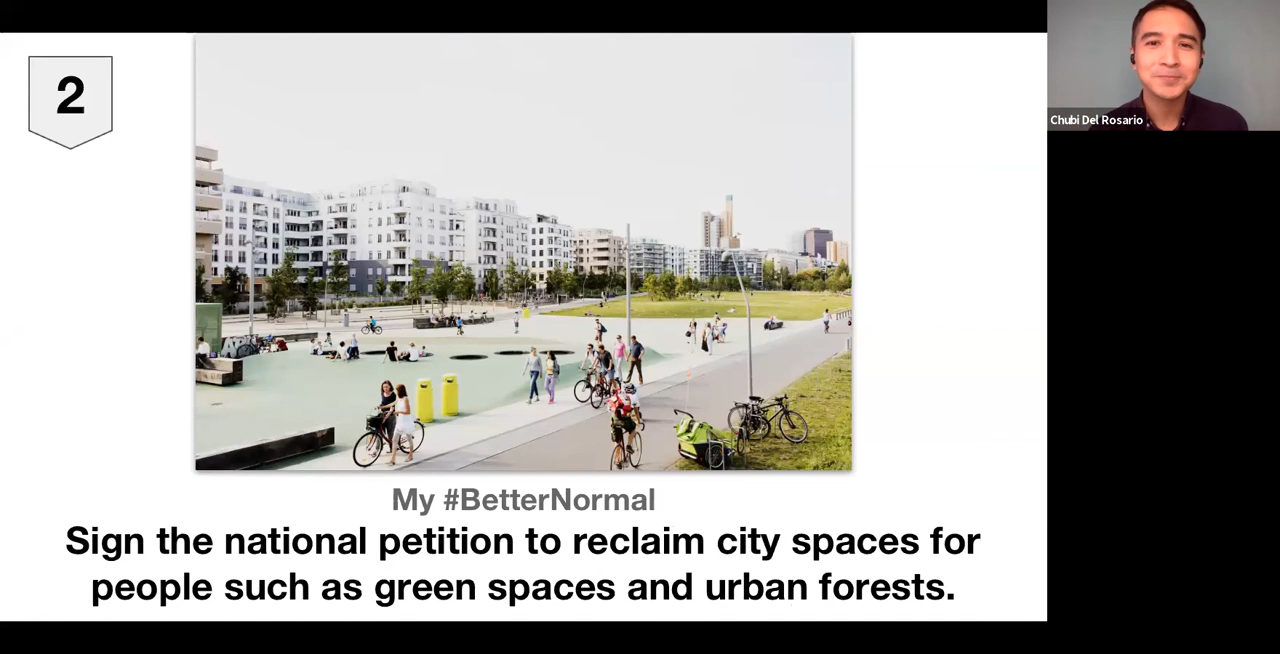 2
Chubi Del Rosario
My #BetterNormal
Sign the national petition to reclaim city spaces for
people such as green spaces and urban forests.